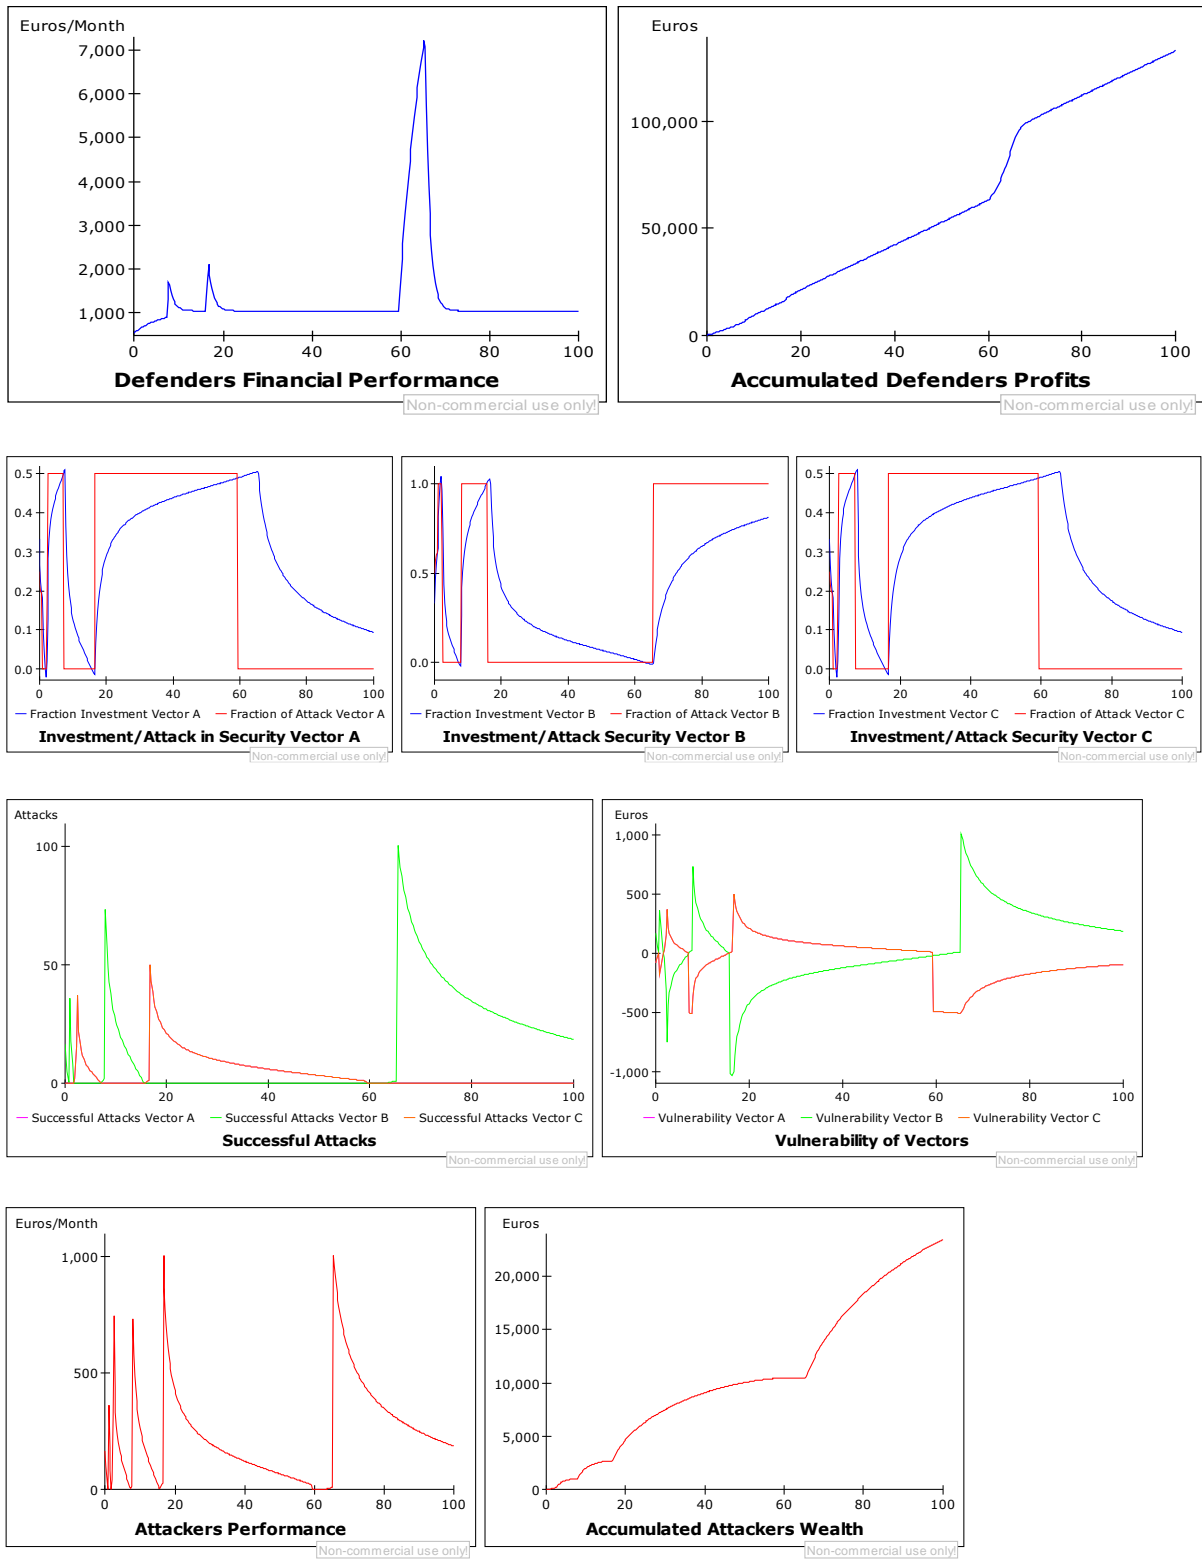 Euros/Month
7,000
6,000
5,000
4,000
3,000
2,000
1,000
0 20 40 60 80 100
Defenders Financial Performance
Non-commercial use only!
Euros
100,000
50,000
0
0 20 40 60 80 100
Accumulated Defenders Profits
Non-commercial use only!
0.5
0.4
0.3
0.2
0.1
0.0
0 20 40 60 80 100
Fraction Investment Vector A Fraction of Attack Vector A
Investment/Attack in Security Vector A
Non-commercial use only!
1.0
0.5
0.0
0 20 40 60 80 100
Fraction Investment Vector B Fraction of Attack Vector B
Investment/Attack Security Vector B
Non-commercial use only!
0.5
0.4
0.3
0.2
0.1
0.0
0 20 40 60 80 100
Fraction Investment Vector C Fraction of Attack Vector C
Investment/Attack Security Vector C
Non-commercial use only!
Attacks
100
50
0
0 20 40 60 80 100
Successful Attacks Vector A Successful Attacks Vector B Successful Attacks Vector C
Successful Attacks
Non-commercial use only!
Euros
1,000
500
0
-500
-1,000
0 20 40 60 80 100
Vulnerability Vector A Vulnerability Vector B Vulnerability Vector C
Vulnerability of Vectors
Non-commercial use only!
Euros/Month
1,000
500
0
0 20 40 60 80 100
Attackers Performance
Non-commercial use only!
Euros
20,000
15,000
10,000
5,000
0
0 20 40 60 80 100
Accumulated Attackers Wealth
Non-commercial use only!